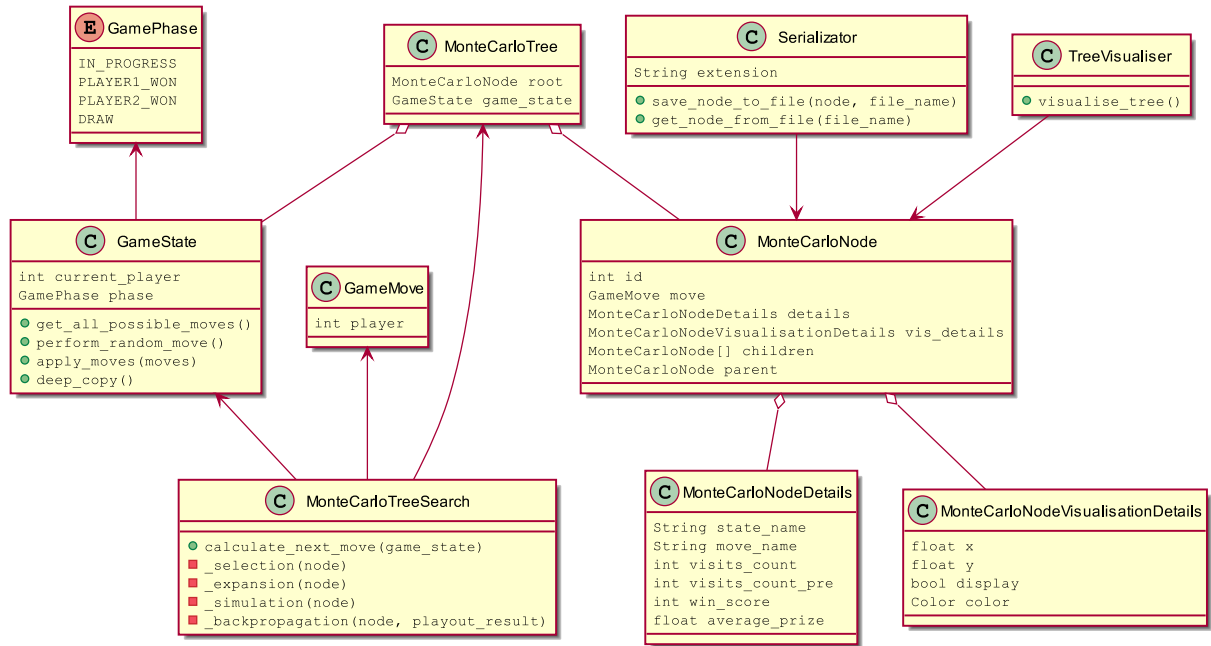 E GamePhase
IN_PROGRESS
PLAYER1_WON
PLAYER2_WON
DRAW
C MonteCarloTree
MonteCarloNode root
GameState game_state
C Serializator
String extension
save_node_to_file(node, file_name)
get_node_from_file(file_name)
C TreeVisualiser
visualise_tree()
C GameState
int current_player
GamePhase phase
get_all_possible_moves()
perform_random_move()
apply_moves(moves)
deep_copy()
C GameMove
int player
C MonteCarloNode
int id
GameMove move
MonteCarloNodeDetails details
MonteCarloNodeVisualisationDetails vis_details
MonteCarloNode[] children
MonteCarloNode parent
C MonteCarloTreeSearch
calculate_next_move(game_state)
_selection(node)
_expansion(node)
_simulation(node)
_backpropagation(node, playout_result)
C MonteCarloNodeDetails
String state_name
String move_name
int visits_count
int visits_count_pre
int win_score
float average_prize
C MonteCarloNodeVisualisationDetails
float x
float y
bool display
Color color